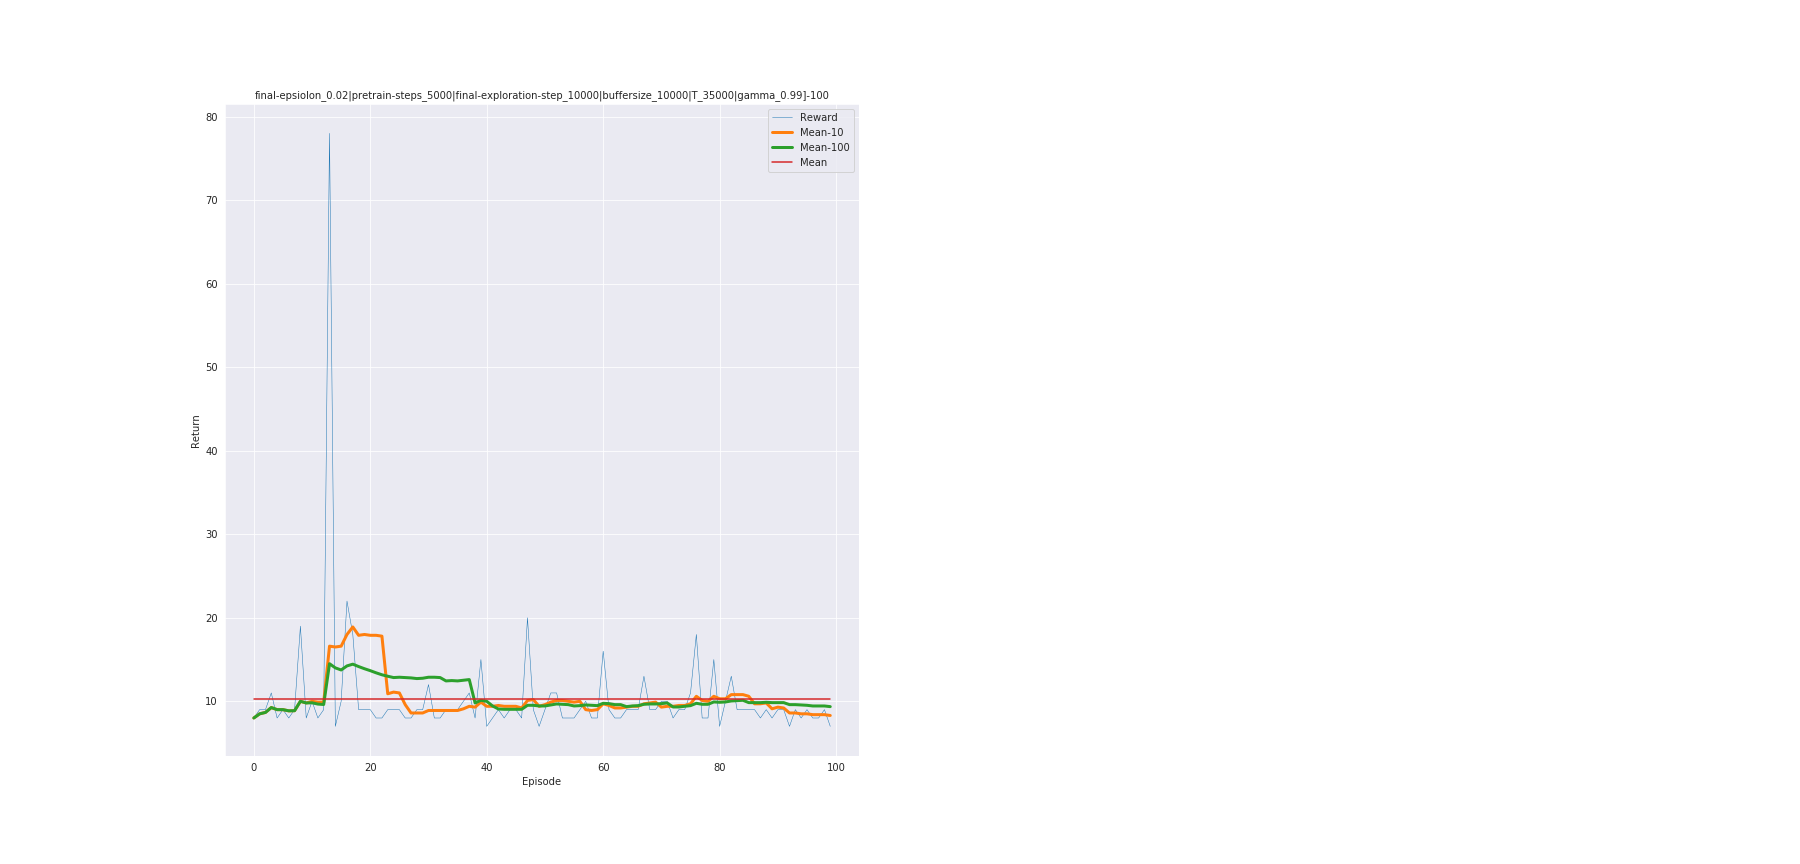 final-epsiolon_0.02|pretrain-steps_5000|final-exploration-step_10000|buffersize_10000|T_35000|gamma_0.99]-100
Reward
Mean-10
Mean-100
Mean
80
70
60
50
40
30
20
10
Return
0 20 40 60 80 100
Episode